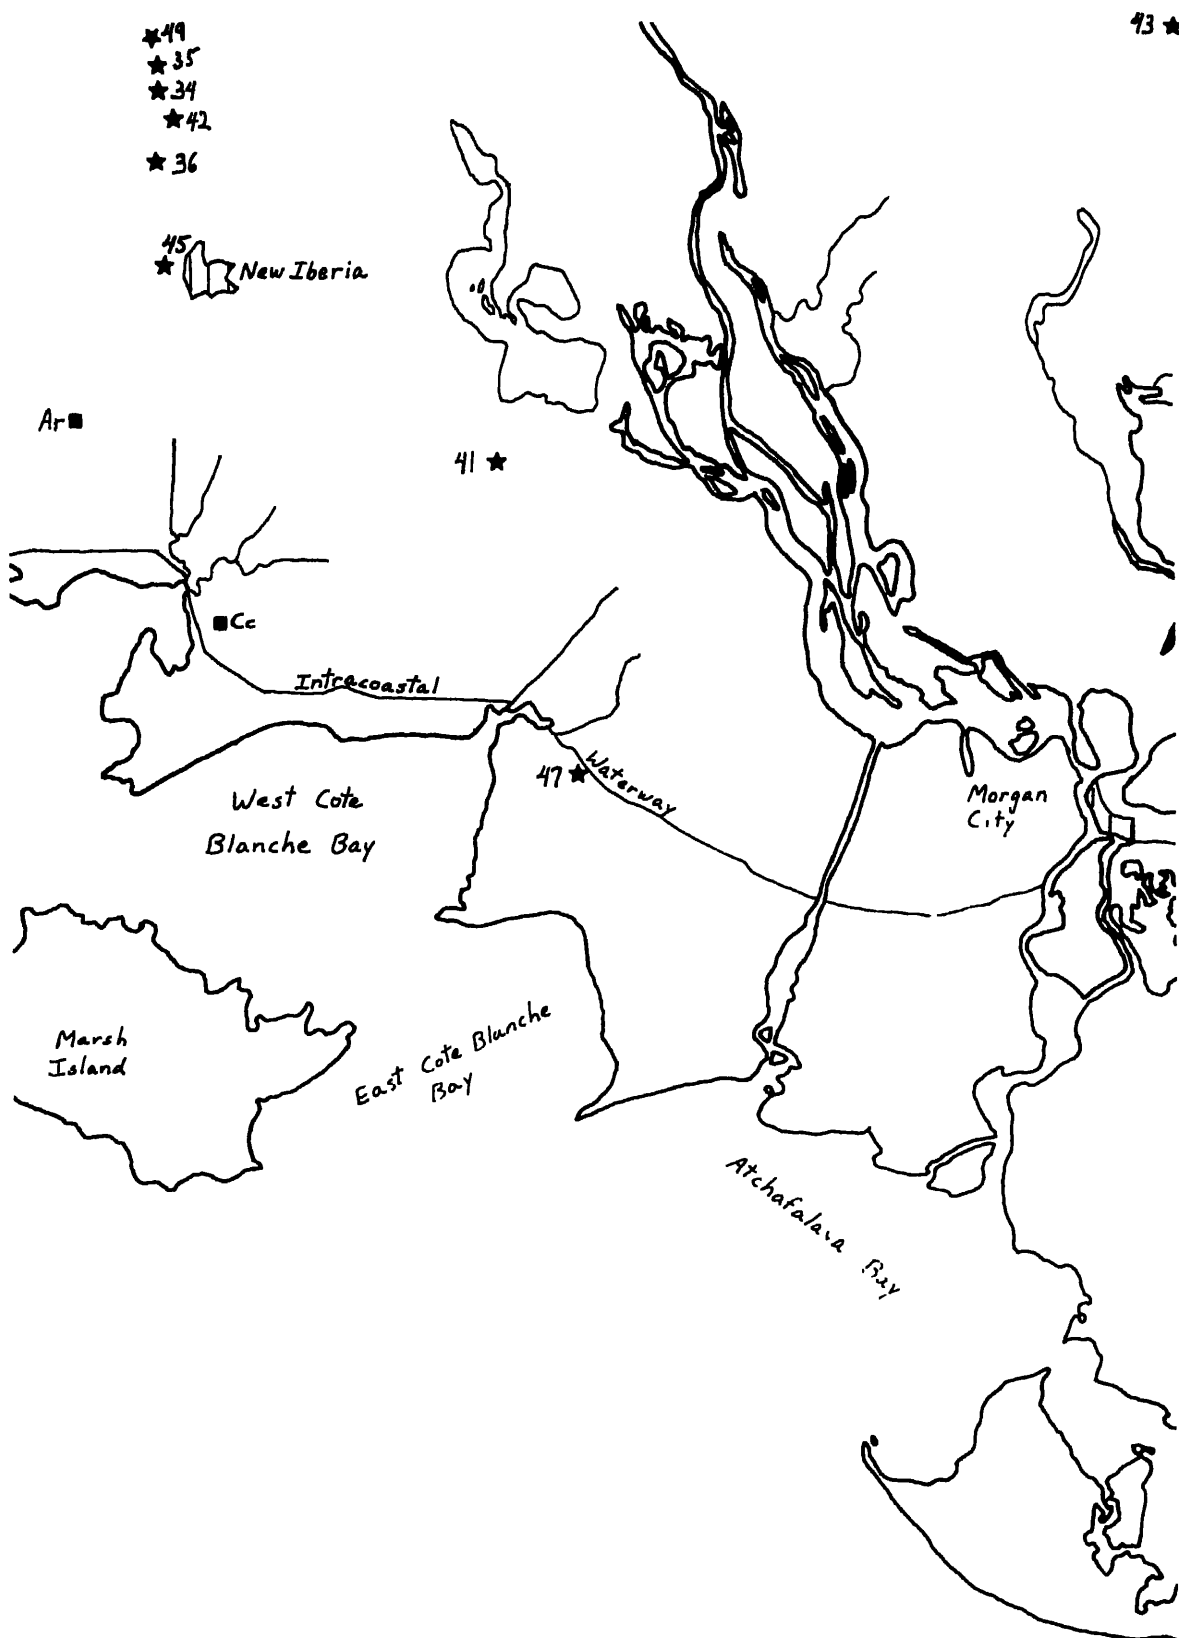 43
49
35
34
42
36
45
New Iberia
Ar
41
Cc
Intracoastal
47
Waterway
West Cote
Blanche Bay
Morgan
City
Marsh
Island
East Cote Blanche
Bay
Atchafalaya
Bay